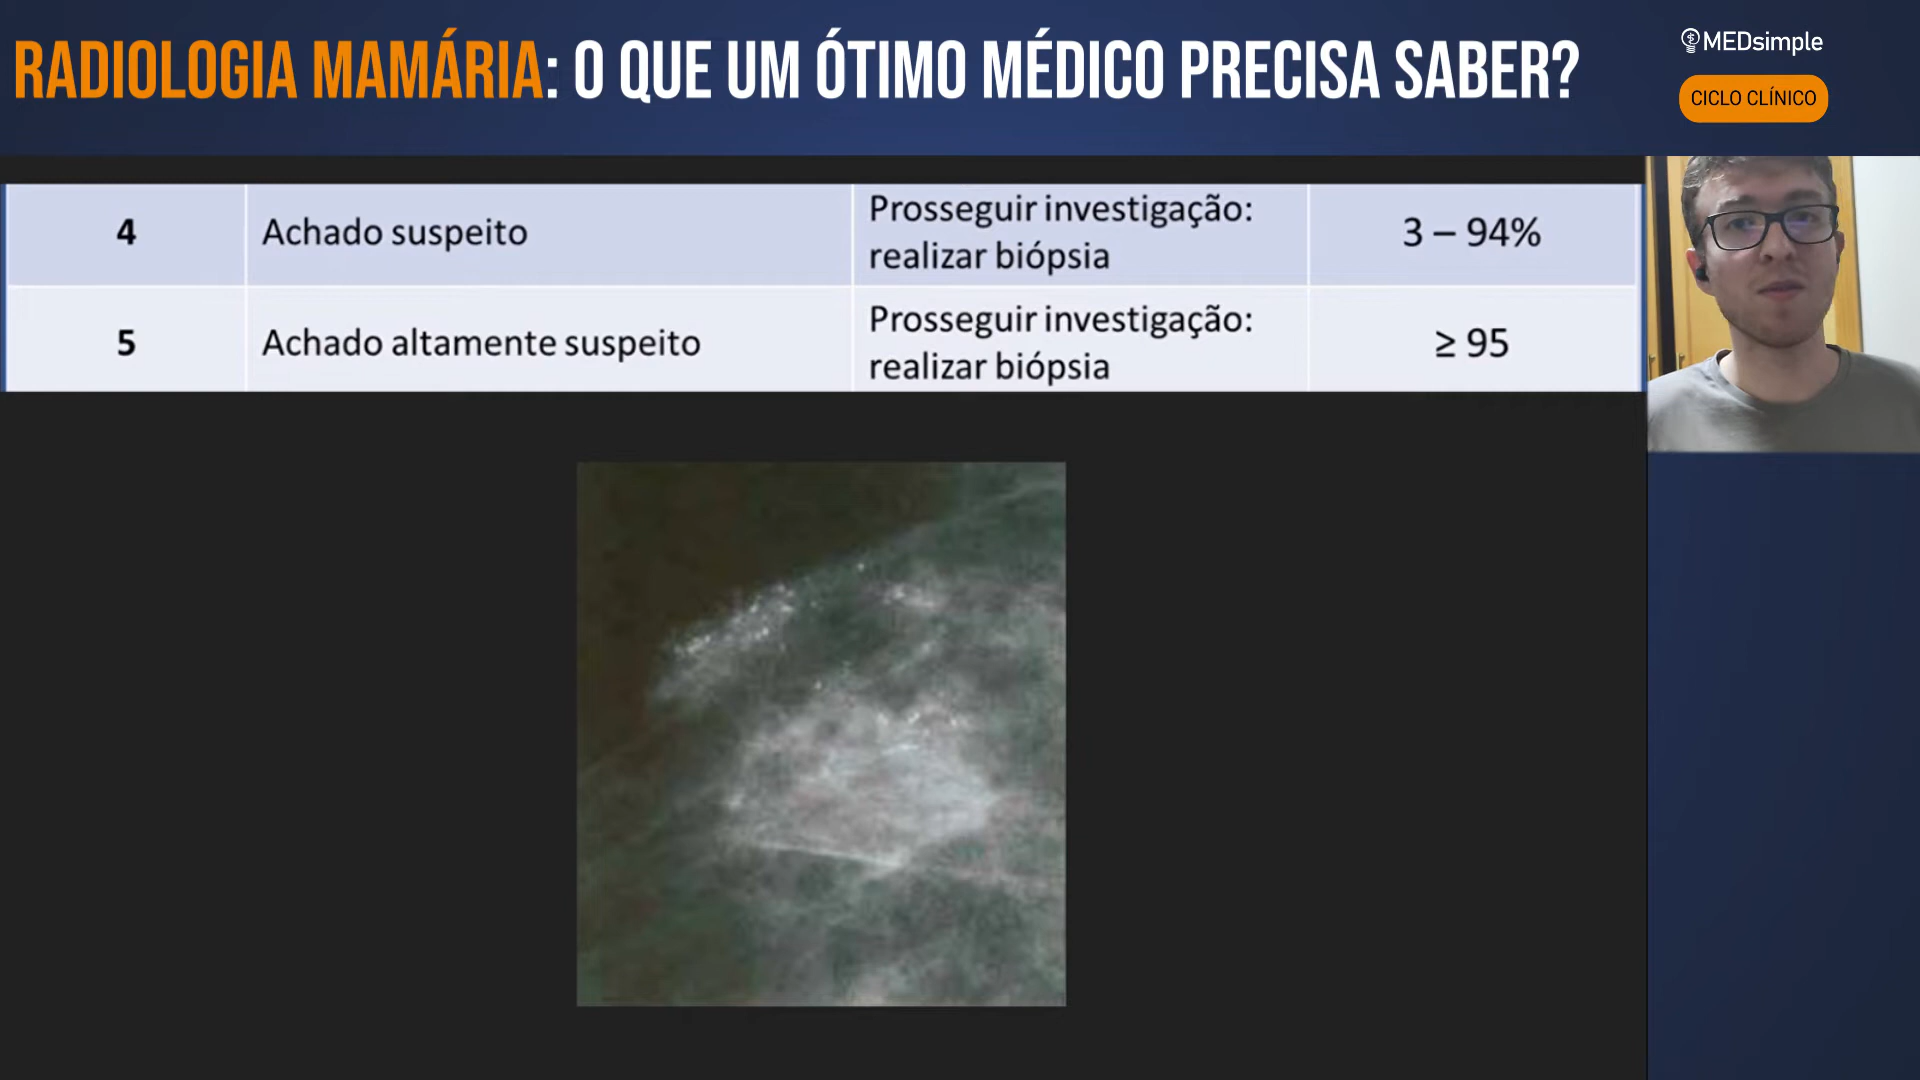 RADIOLOGIA MAMÁRIA: O QUE UM ÓTIMO MÉDICO PRECISA SABER?
MEDsimple
CICLO CLÍNICO
4
Achado suspeito
Prosseguir investigação:
realizar biópsia
3 – 94%
5
Achado altamente suspeito
Prosseguir investigação:
realizar biópsia
≥ 95